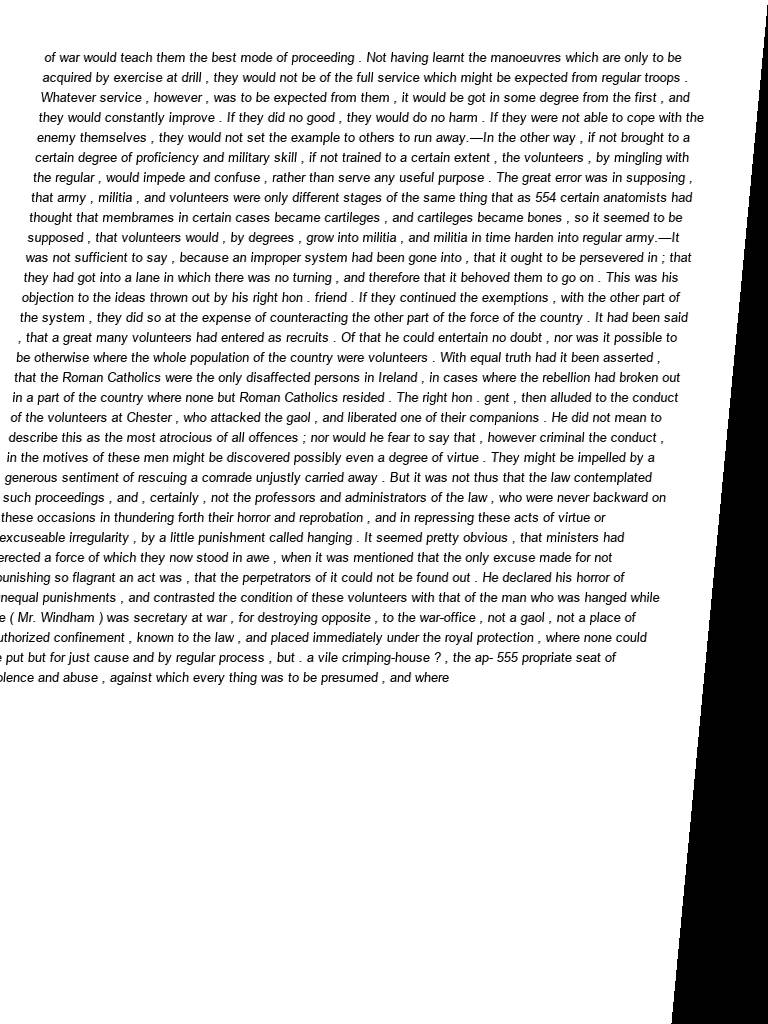 of war would teach them the best mode of proceeding . Not having learnt the manoeuvres which are only to be
acquired by exercise at drill , they would not be of the full service which might be expected from regular troops .
Whatever service , however , was to be expected from them , it would be got in some degree from the first , and
they would constantly improve . If they did no good , they would do no harm . If they were not able to cope with the
enemy themselves , they would not set the example to others to run away.—In the other way , if not brought to a
certain degree of proficiency and military skill , if not trained to a certain extent , the volunteers , by mingling with
the regular , would impede and confuse , rather than serve any useful purpose . The great error was in supposing ,
that army , militia , and volunteers were only different stages of the same thing that as 554 certain anatomists had
thought that membrames in certain cases became cartileges , and cartileges became bones , so it seemed to be
supposed , that volunteers would , by degrees , grow into militia , and militia in time harden into regular army.—It
was not sufficient to say , because an improper system had been gone into , that it ought to be persevered in ; that
they had got into a lane in which there was no turning , and therefore that it behoved them to go on . This was his
objection to the ideas thrown out by his right hon . friend . If they continued the exemptions , with the other part of
the system , they did so at the expense of counteracting the other part of the force of the country . It had been said
, that a great many volunteers had entered as recruits . Of that he could entertain no doubt , nor was it possible to
be otherwise where the whole population of the country were volunteers . With equal truth had it been asserted ,
that the Roman Catholics were the only disaffected persons in Ireland , in cases where the rebellion had broken out
in a part of the country where none but Roman Catholics resided . The right hon . gent , then alluded to the conduct
of the volunteers at Chester , who attacked the gaol , and liberated one of their companions . He did not mean to
describe this as the most atrocious of all offences ; nor would he fear to say that , however criminal the conduct ,
in the motives of these men might be discovered possibly even a degree of virtue . They might be impelled by a
generous sentiment of rescuing a comrade unjustly carried away . But it was not thus that the law contemplated
such proceedings , and , certainly , not the professors and administrators of the law , who were never backward on
these occasions in thundering forth their horror and reprobation , and in repressing these acts of virtue or
excuseable irregularity , by a little punishment called hanging . It seemed pretty obvious , that ministers had
erected a force of which they now stood in awe , when it was mentioned that the only excuse made for not
punishing so flagrant an act was , that the perpetrators of it could not be found out . He declared his horror of
unequal punishments , and contrasted the condition of these volunteers with that of the man who was hanged while
( Mr. Windham ) was secretary at war , for destroying opposite , to the war-office , not a gaol , not a place of
authorized confinement , known to the law , and placed immediately under the royal protection , where none could
put but for just cause and by regular process , but . a vile crimping-house ? , the ap- 555 propriate seat of
and abuse , against which every thing was to be presumed , and where